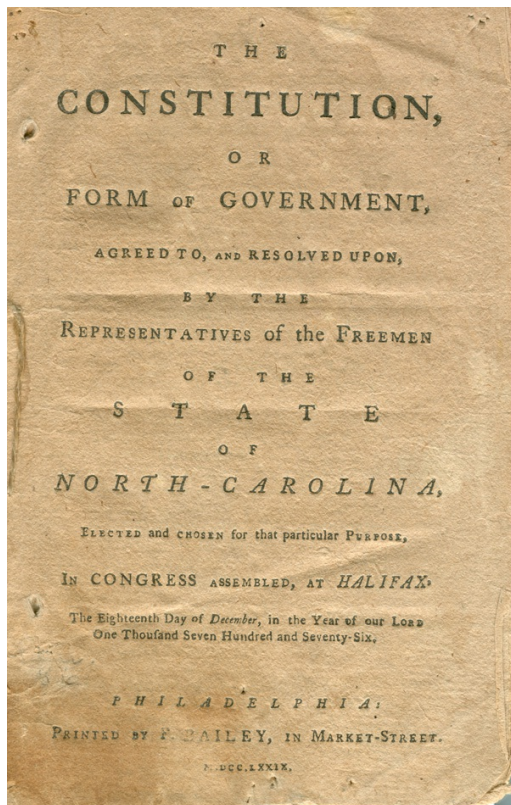 THE
CONSTITUTION,
OR
FORM OF GOVERNMENT,
AGREED TO, AND RESOLVED UPON,
BY THE
REPRESENTATIVES of the FREEMEN
OF THE
STATE
OF
NORTH-CAROLINA,
ELECTED and CHOSEN for that particular PURPOSE,
IN CONGRESS ASSEMBLED, AT HALIFAX,
The Eighteenth Day of December, in the Year of our LORD
One Thouſand Seven Hundred and Seventy-Six.
PHILADELPHIA:
PRINTED BY F. BAILEY, IN MARKET-STREET.
M.DCC.LXXIX.